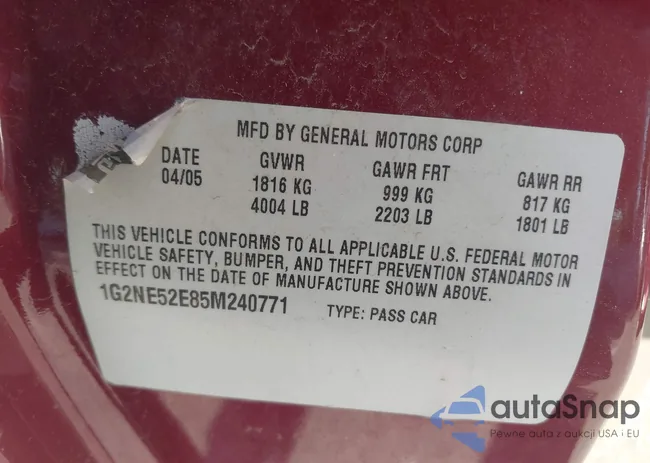 MFD BY GENERAL MOTORS CORP
DATE GVWR GAWR FRT GAWR RR
04/05 1816 KG 999 KG 817 KG
4004 LB 2203 LB 1801 LB
THIS VEHICLE CONFORMS TO ALL APPLICABLE U.S. FEDERAL MOTOR
VEHICLE SAFETY, BUMPER, AND THEFT PREVENTION STANDARDS IN
EFFECT ON THE DATE OF MANUFACTURE SHOWN ABOVE.
1G2NE52E85M240771 TYPE: PASS CAR
autaSnap
Pewne auta z aukcji USA i EU